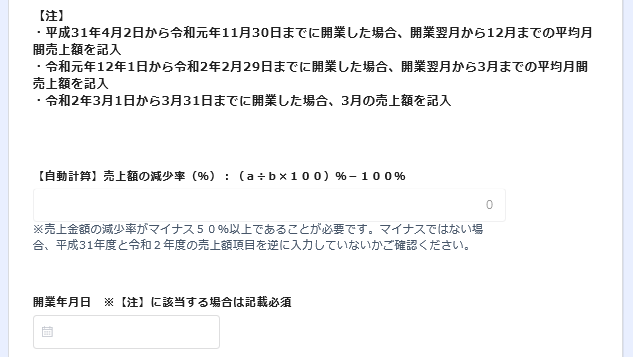 【注】
・平成31年4月2日から令和元年11月30日までに開業した場合、開業翌月から12月までの平均月
間売上額を記入
・令和元年12年1日から令和2年2月29日までに開業した場合、開業翌月から3月までの平均月間
売上額を記入
・令和2年3月1日から3月31日までに開業した場合、3月の売上額を記入
【自動計算】売上額の減少率（%）：（ａ÷ｂ×１００）%－１００%
0
※売上金額の減少率がマイナス５０%以上であることが必要です。マイナスではない場
合、平成31年度と令和２年度の売上額項目を逆に入力していないかご確認ください。
開業年月日　※【注】に該当する場合は記載必須